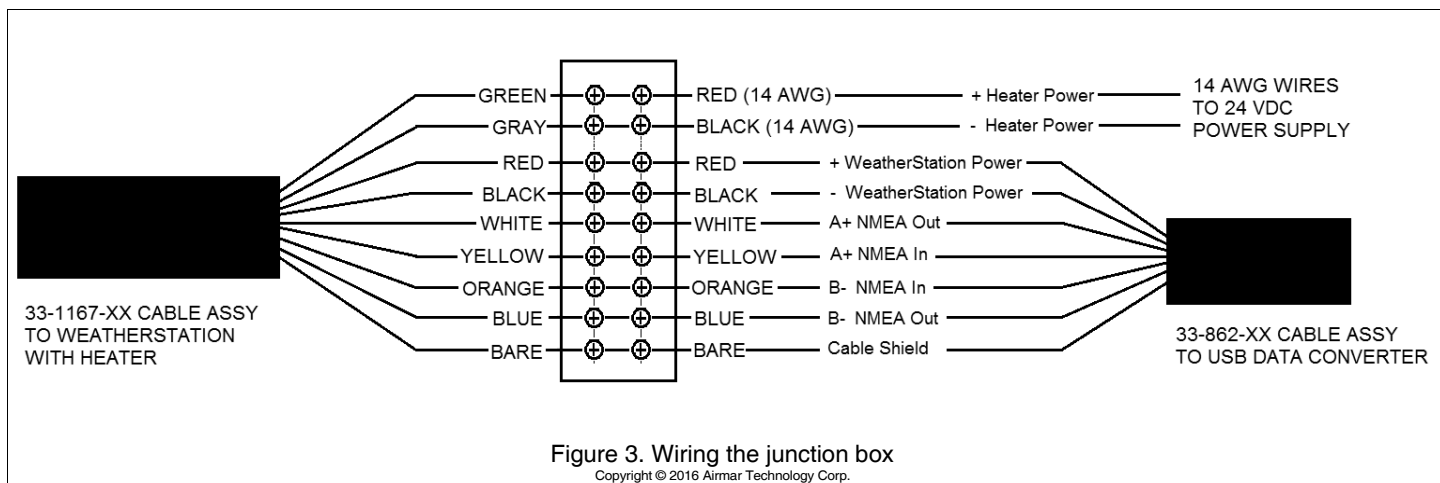 GREEN RED (14 AWG) + Heater Power
GRAY BLACK (14 AWG) - Heater Power
14 AWG WIRES
TO 24 VDC
POWER SUPPLY
RED RED + WeatherStation Power
BLACK BLACK - WeatherStation Power
WHITE WHITE A+ NMEA Out
YELLOW YELLOW A+ NMEA In
ORANGE ORANGE B- NMEA In
BLUE BLUE B- NMEA Out
BARE BARE Cable Shield
33-1167-XX CABLE ASSY
TO WEATHERSTATION
WITH HEATER
33-862-XX CABLE ASSY
TO USB DATA CONVERTER
Figure 3. Wiring the junction box
Copyright © 2016 Airmar Technology Corp.